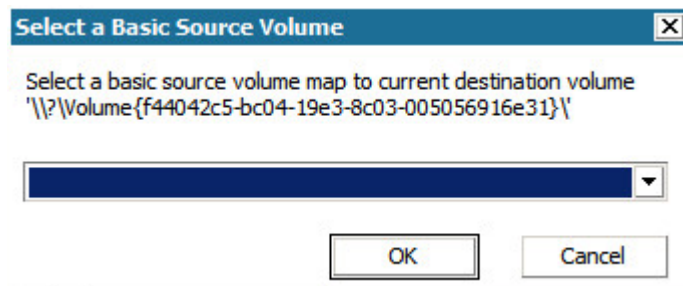 Select a Basic Source Volume
Select a basic source volume map to current destination volume
'\\?\Volume{f44042c5-bc04-19e3-8c03-005056916e31}\'
OK
Cancel